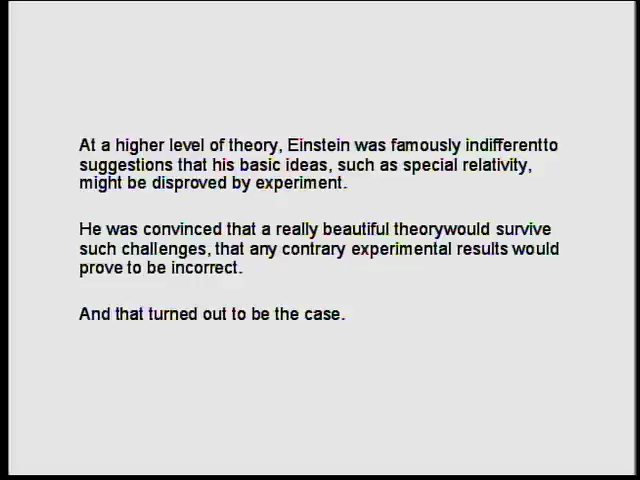 At a higher level of theory, Einstein was famously indifferentto
suggestions that his basic ideas, such as special relativity,
might be disproved by experiment.
He was convinced that a really beautiful theorywould survive
such challenges, that any contrary experimental results would
prove to be incorrect.
And that turned out to be the case.